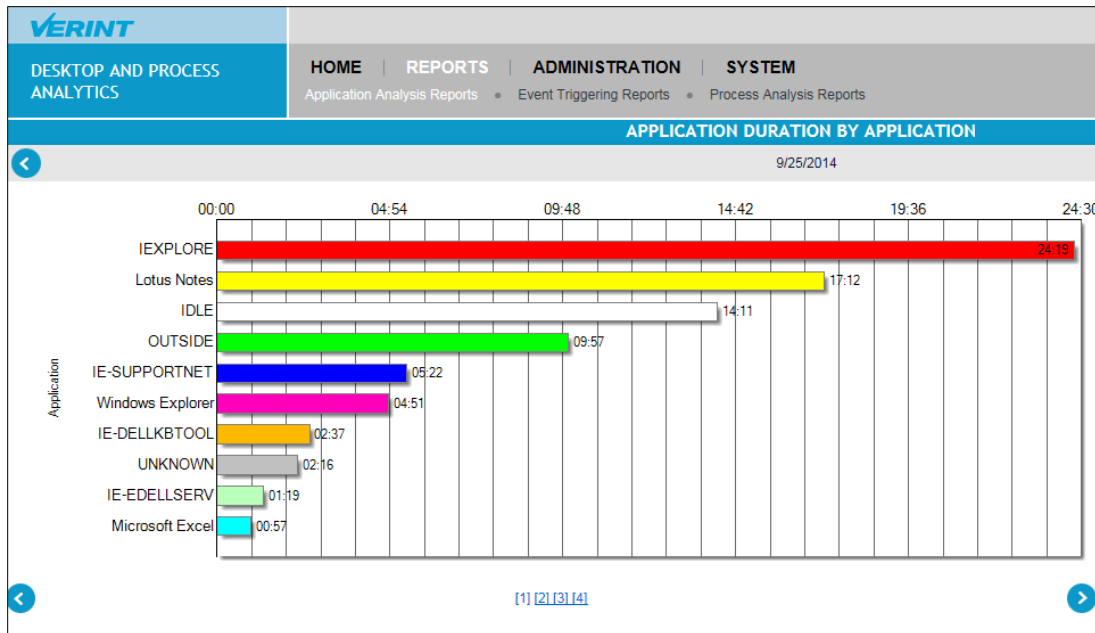 VERINT
DESKTOP AND PROCESS
ANALYTICS
HOME | REPORTS | ADMINISTRATION | SYSTEM
Application Analysis Reports • Event Triggering Reports • Process Analysis Reports
APPLICATION DURATION BY APPLICATION
9/25/2014
00:00 04:54 09:48 14:42 19:36 24:30
Application
IEXPLORE 24:19
Lotus Notes 17:12
IDLE 14:11
OUTSIDE 09:57
IE-SUPPORTNET 05:22
Windows Explorer 04:51
IE-DELLKBTOOL 02:37
UNKNOWN 02:16
IE-EDELLSERV 01:19
Microsoft Excel 00:57
[1] [2] [3] [4]